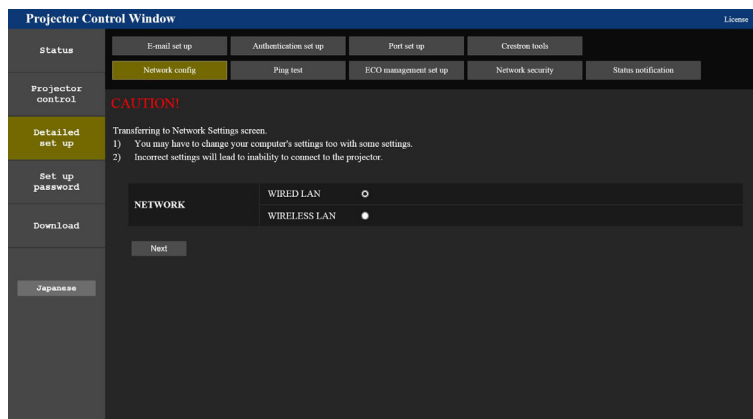 Projector Control Window
License
Status
Projector
control
Detailed
set up
Set up
password
Download
Japanese
E-mail set up
Authentication set up
Port set up
Crestron tools
Network config
Ping test
ECO management set up
Network security
Status notification
CAUTION!
Transferring to Network Settings screen.
1) You may have to change your computer's settings too with some settings.
2) Incorrect settings will lead to inability to connect to the projector.
NETWORK
WIRED LAN
WIRELESS LAN
Next